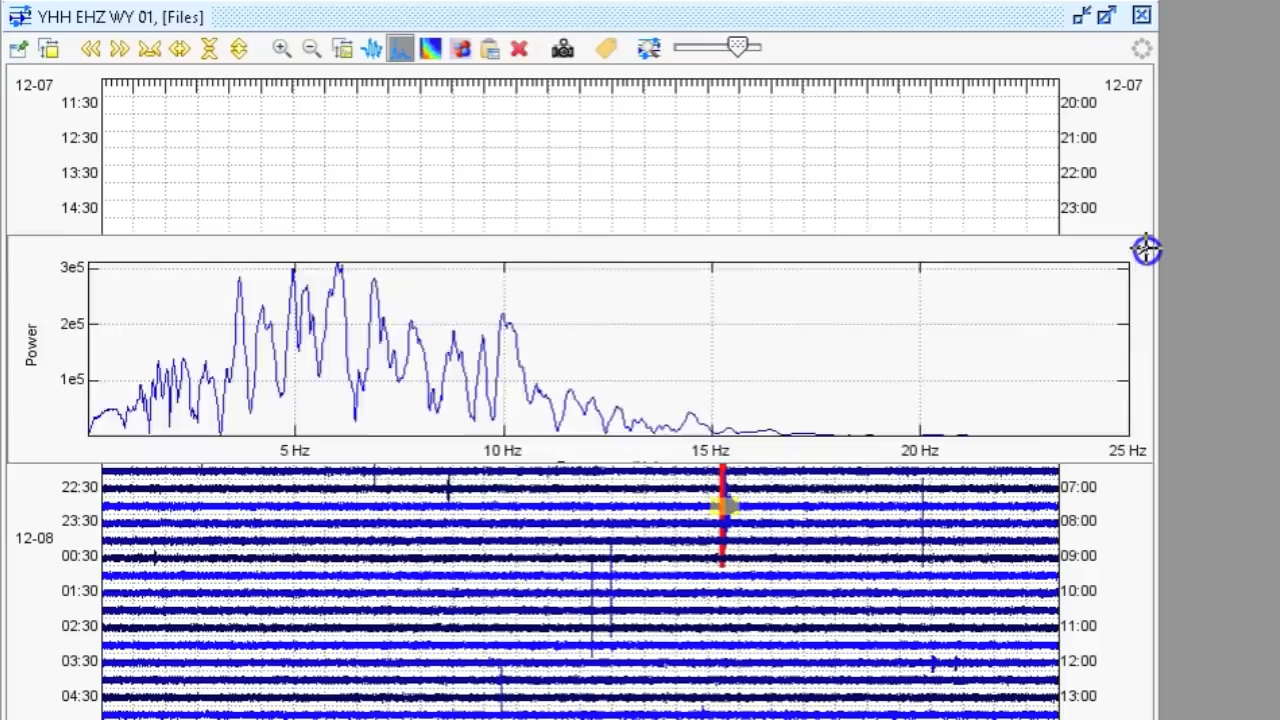 YHH EHZ WY 01, [Files]
12-07 12-07
11:30 20:00
12:30 21:00
13:30 22:00
14:30 23:00
3e5
2e5
Power
1e5
5 Hz 10 Hz 15 Hz 20 Hz 25 Hz
22:30 07:00
23:30 08:00
12-08
00:30 09:00
01:30 10:00
02:30 11:00
03:30 12:00
04:30 13:00